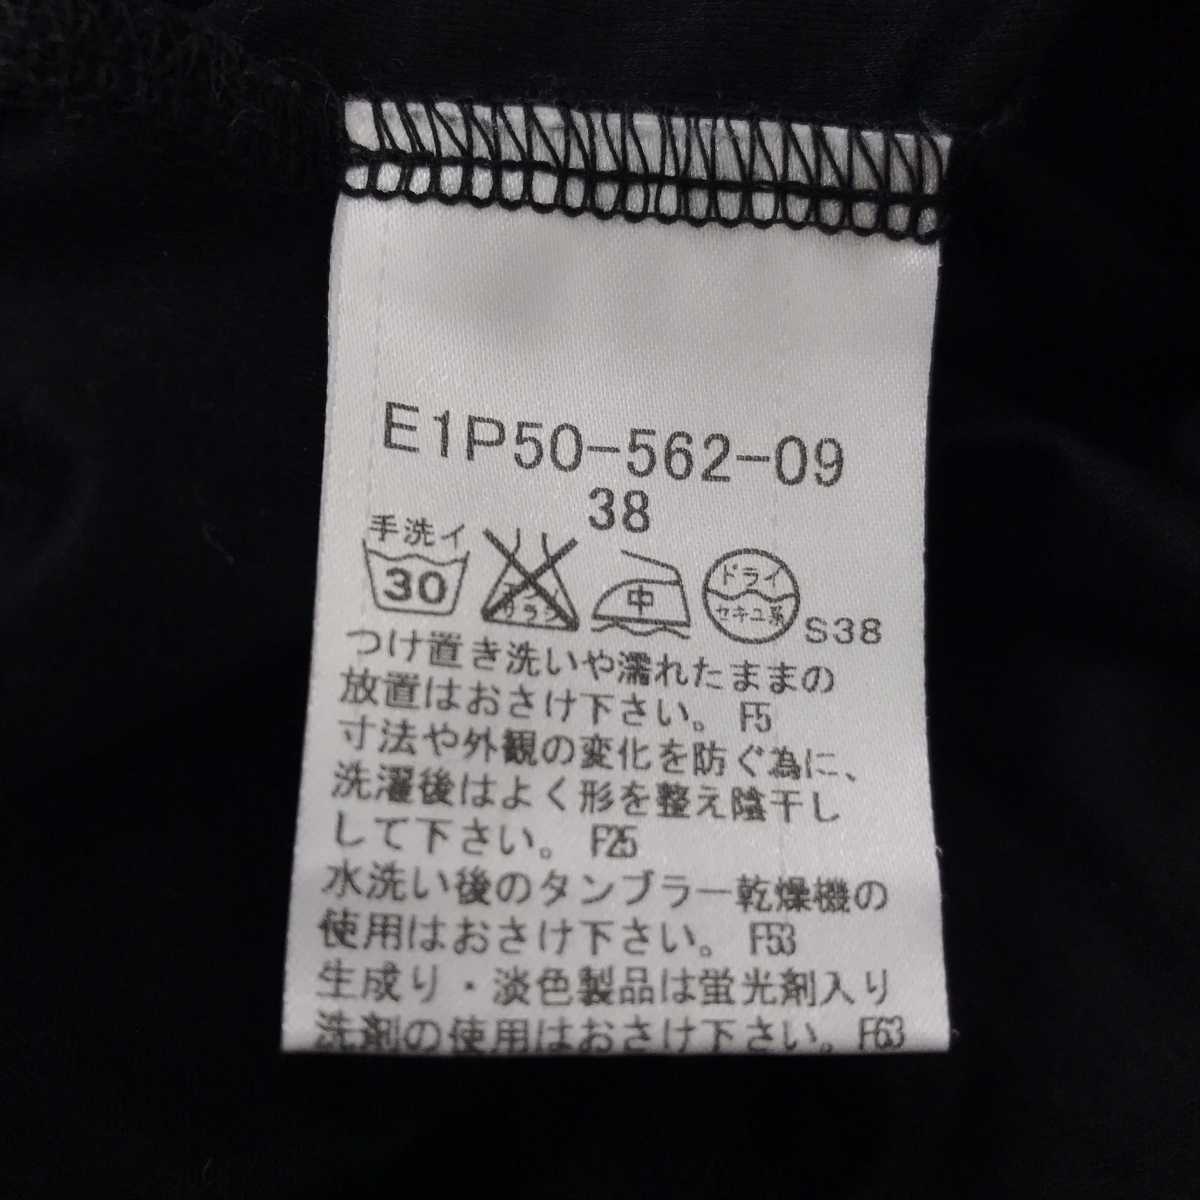 E1P50-562-09
38
手洗イ
30
エンソ
サラシ
中
ドライ
セキユ系
S38
つけ置き洗いや濡れたままの
放置はおさけ下さい。F5
寸法や外観の変化を防ぐ為に、
洗濯後はよく形を整え陰干し
して下さい。F25
水洗い後のタンブラー乾燥機の
使用はおさけ下さい。F53
生成り・淡色製品は蛍光剤入り
洗剤の使用はおさけ下さい。F63